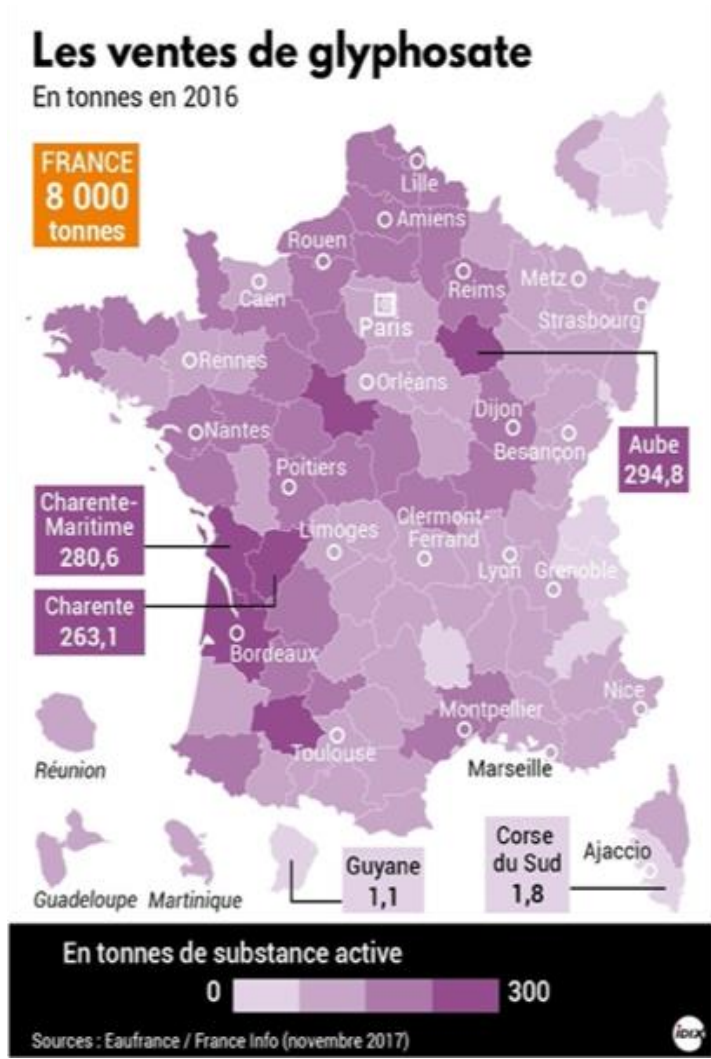 Les ventes de glyphosate
En tonnes en 2016
FRANCE
8 000
tonnes
Lille
Amiens
Rouen
Caen
Reims
Metz
Paris
Strasbourg
Rennes
Orléans
Dijon
Nantes
Besançon
Aube
294,8
Poitiers
Charente-
Maritime
280,6
Limoges
Clermont-
Ferrand
Lyon
Grenoble
Charente
263,1
Bordeaux
Nice
Montpellier
Toulouse
Marseille
Réunion
Guadeloupe
Martinique
Guyane
1,1
Corse
du Sud
1,8
Ajaccio
En tonnes de substance active
0
300
Sources : Eaufrance / France Info (novembre 2017)
idix